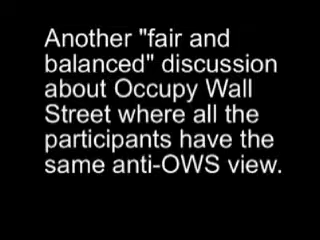 Another "fair and
balanced" discussion
about Occupy Wall
Street where all the
participants have the
same anti-OWS view.